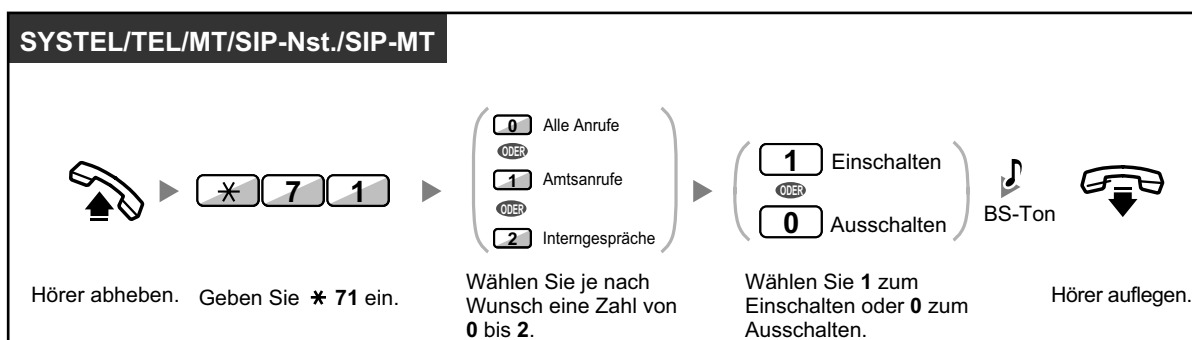 SYSTEL/TEL/MT/SIP-Nst./SIP-MT
Hörer abheben.
✳ 7 1
Geben Sie ✳ 71 ein.
0 Alle Anrufe
ODER
1 Amtsanrufe
ODER
2 Interngespräche
Wählen Sie je nach
Wunsch eine Zahl von
0 bis 2.
1 Einschalten
ODER
0 Ausschalten
Wählen Sie 1 zum
Einschalten oder 0 zum
Ausschalten.
BS-Ton
Hörer auflegen.